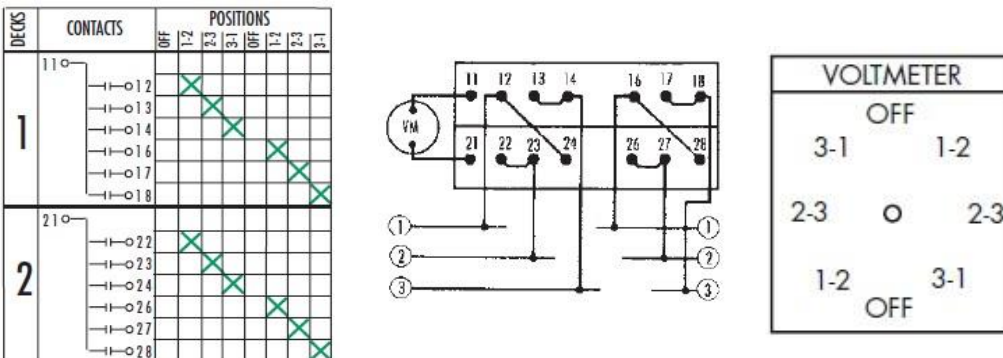 DECKS CONTACTS POSITIONS
OFF 1-2 2-3 3-1 OFF 1-2 2-3 3-1
1
11
12
13
14
16
17
18
2
21
22
23
24
26
27
28
11 12 13 14 16 17 18
VM
21 22 23 24 26 27 28
1 1
2 2
3 3
VOLTMETER
OFF
3-1 1-2
2-3 O 2-3
1-2 3-1
OFF